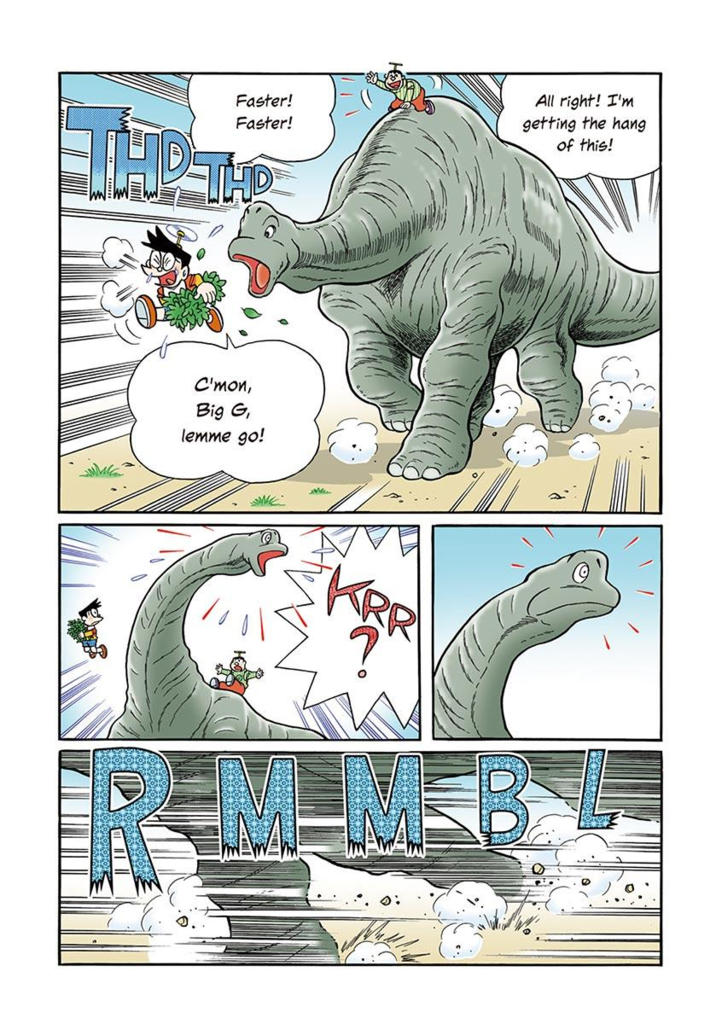 Faster!
Faster!
All right! I'm
getting the hang
of this!
THD
THD
C'mon,
Big G,
lemme go!
KRR
?
RMMBL